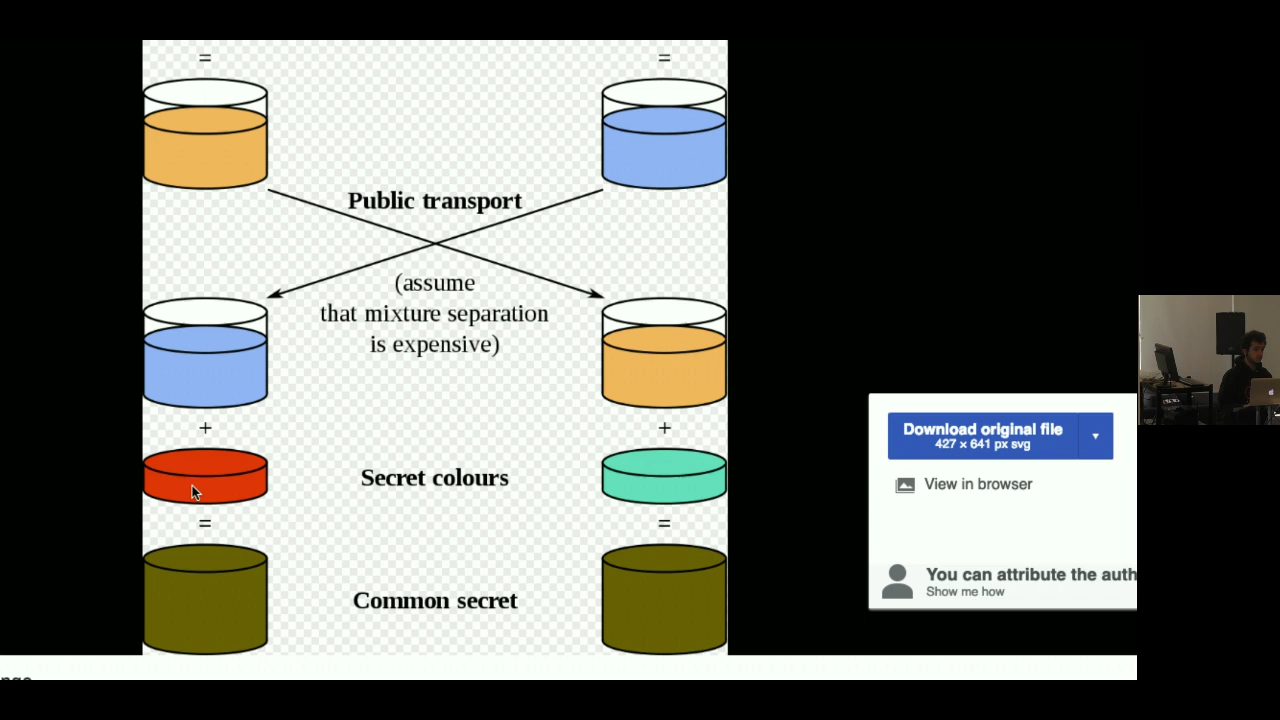 = =
Public transport
(assume
that mixture separation
is expensive)
+ +
Secret colours
= =
Common secret
Download original file
427 × 641 px svg
View in browser
You can attribute the auth
Show me how